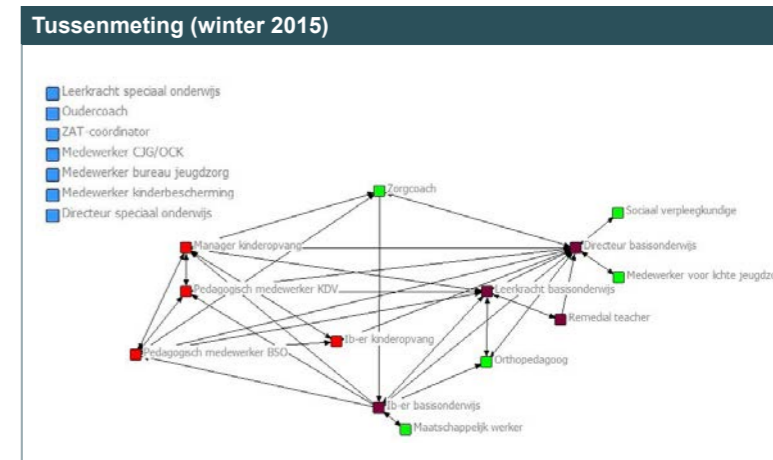 Tussenmeting (winter 2015)
Leerkracht speciaal onderwijs
Oudercoach
ZAT-coordinator
Medewerker CJG/OCK
Medewerker bureau jeugdzorg
Medewerker kinderbescherming
Directeur speciaal onderwijs
Zorgcoach
Sociaal verpleegkundige
Manager kinderopvang
Directeur basisonderwijs
Medewerker voor lichte jeugdzo
Pedagogisch medewerker KDV
Leerkracht basisonderwijs
Remedial teacher
Ib-er kinderopvang
Pedagogisch medewerker BSO
Orthopedagoog
Ib-er basisonderwijs
Maatschappelijk werker